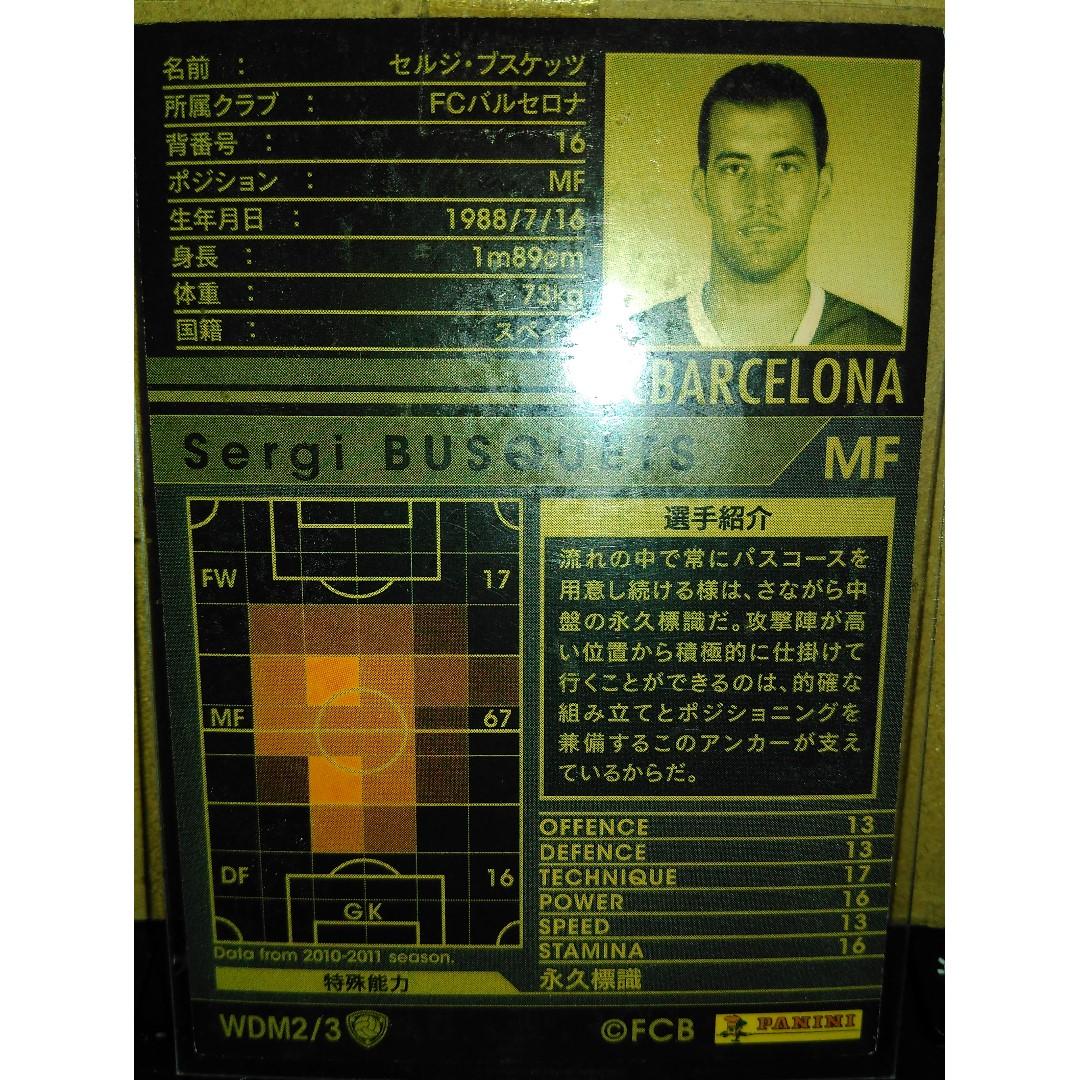 名前 : セルジ・ブスケッツ
所属クラブ : FCバルセロナ
背番号 : 16
ポジション : MF
生年月日 : 1988/7/16
身長 : 1m89cm
体重 : 73kg
国籍 :
BARCELONA
Sergi BUSQUETS
MF
FW 17
MF 67
DF 16
GK
Data from 2010-2011 season.
選手紹介
流れの中で常にパスコースを
用意し続ける様は、さながら中
盤の永久標識だ。攻撃陣が高
い位置から積極的に仕掛けて
行くことができるのは、的確な
組み立てとポジショニングを
兼備するこのアンカーが支え
ているからだ。
OFFENCE 13
DEFENCE 13
TECHNIQUE 17
POWER 16
SPEED 13
STAMINA 16
特殊能力 永久標識
WDM2/3 ©FCB PANINI